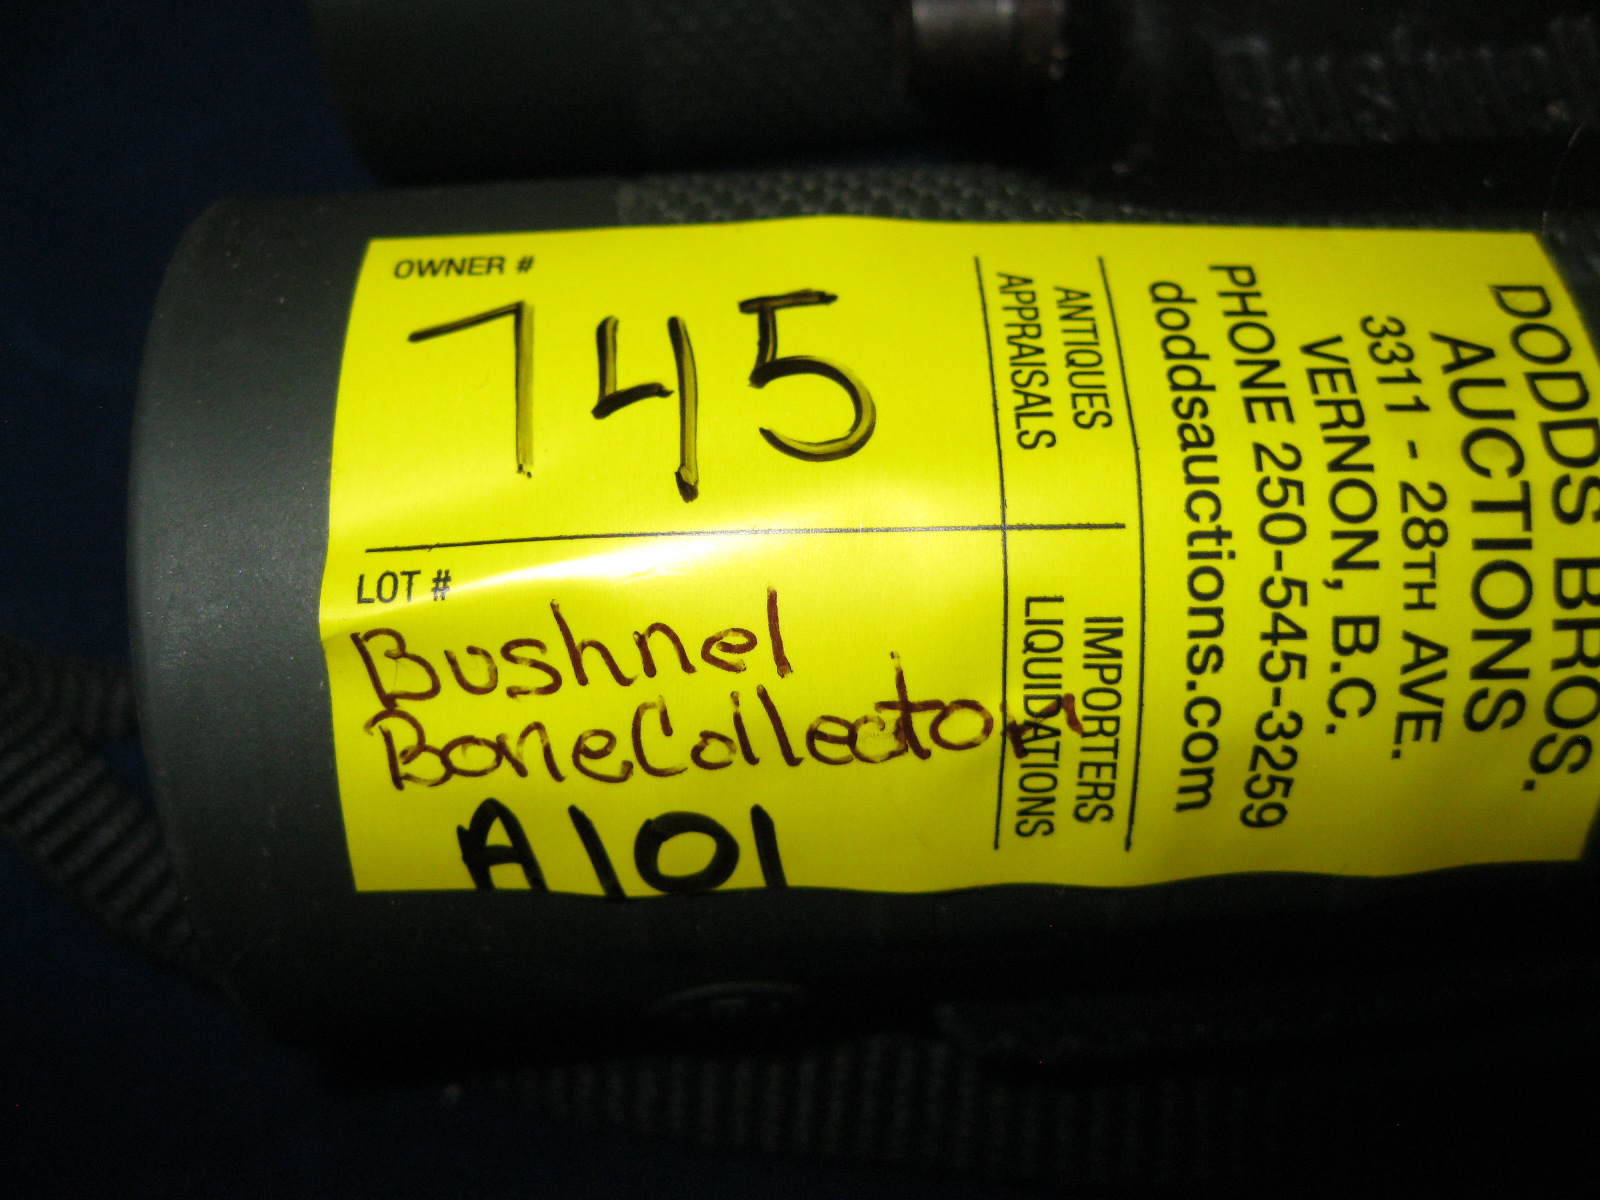 OWNER #
745
LOT #
Bushnel
BoneCollector
A101
ANTIQUES
APPRAISALS
IMPORTERS
LIQUIDATIONS
DODDS BROS.
AUCTIONS
3311 - 28TH AVE.
VERNON, B.C.
PHONE 250-545-3259
doddsauctions.com